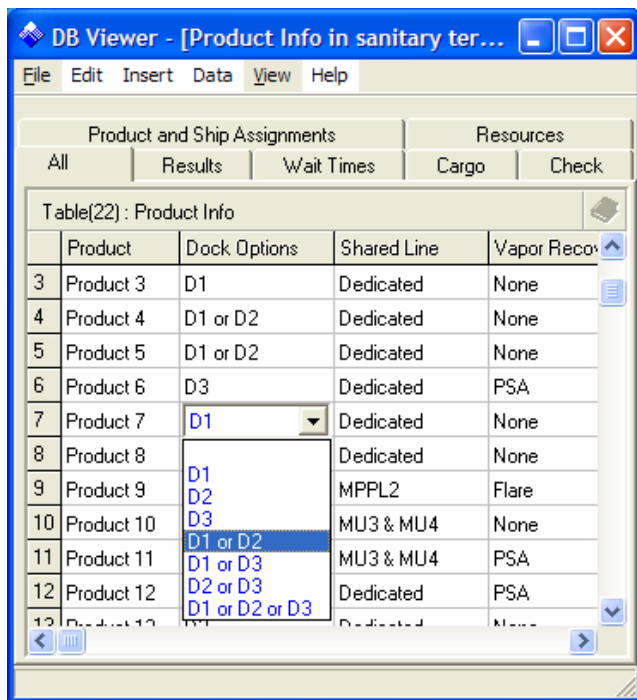 DB Viewer - [Product Info in sanitary ter...
File Edit Insert Data View Help
Product and Ship Assignments Resources
All Results Wait Times Cargo Check
Table(22) : Product Info
Product Dock Options Shared Line Vapor Recov
3 Product 3 D1 Dedicated None
4 Product 4 D1 or D2 Dedicated None
5 Product 5 D1 or D2 Dedicated None
6 Product 6 D3 Dedicated PSA
7 Product 7 D1 Dedicated None
8 Product 8 Dedicated None
9 Product 9 MPPL2 Flare
10 Product 10 MU3 & MU4 None
11 Product 11 MU3 & MU4 PSA
12 Product 12 Dedicated PSA
D1
D2
D3
D1 or D2
D1 or D3
D2 or D3
D1 or D2 or D3